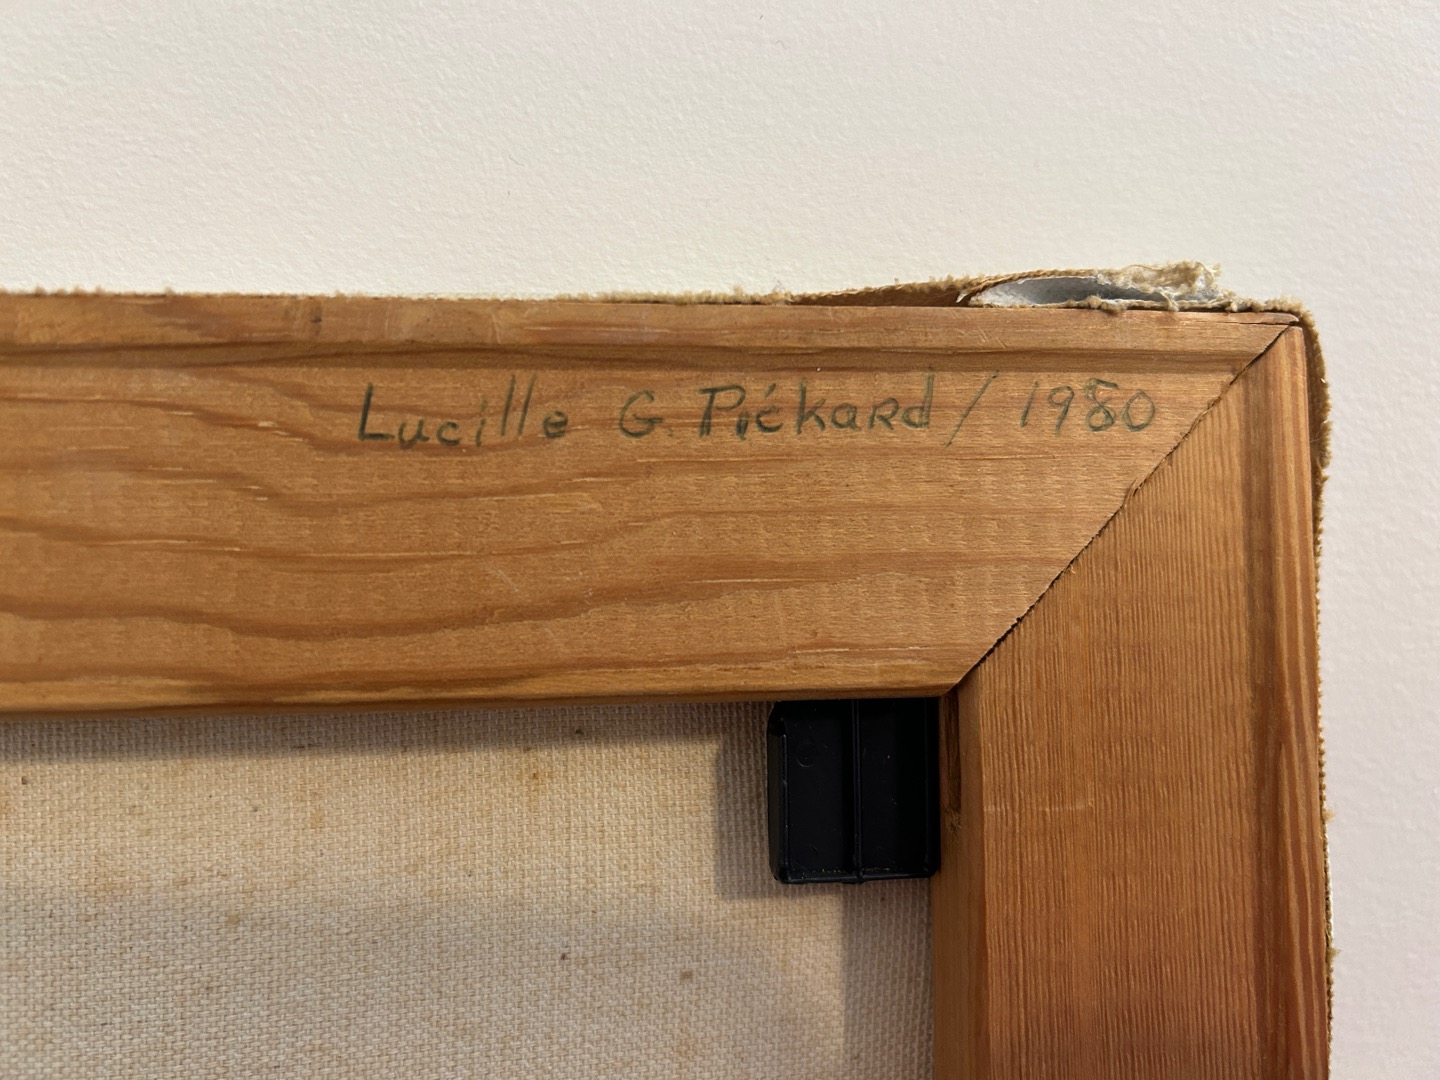 Lucille G. Pickard / 1980